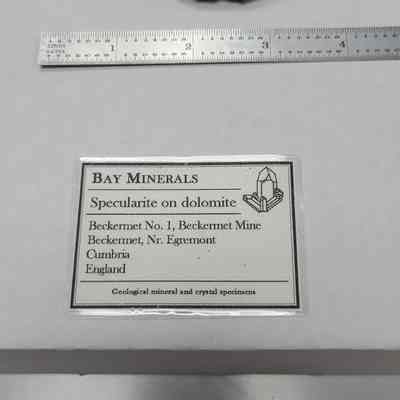 1 2 3 4
BAY MINERALS
Specularite on dolomite
Beckermet No. 1, Beckermet Mine
Beckermet, Nr. Egremont
Cumbria
England
Geological mineral and crystal specimens